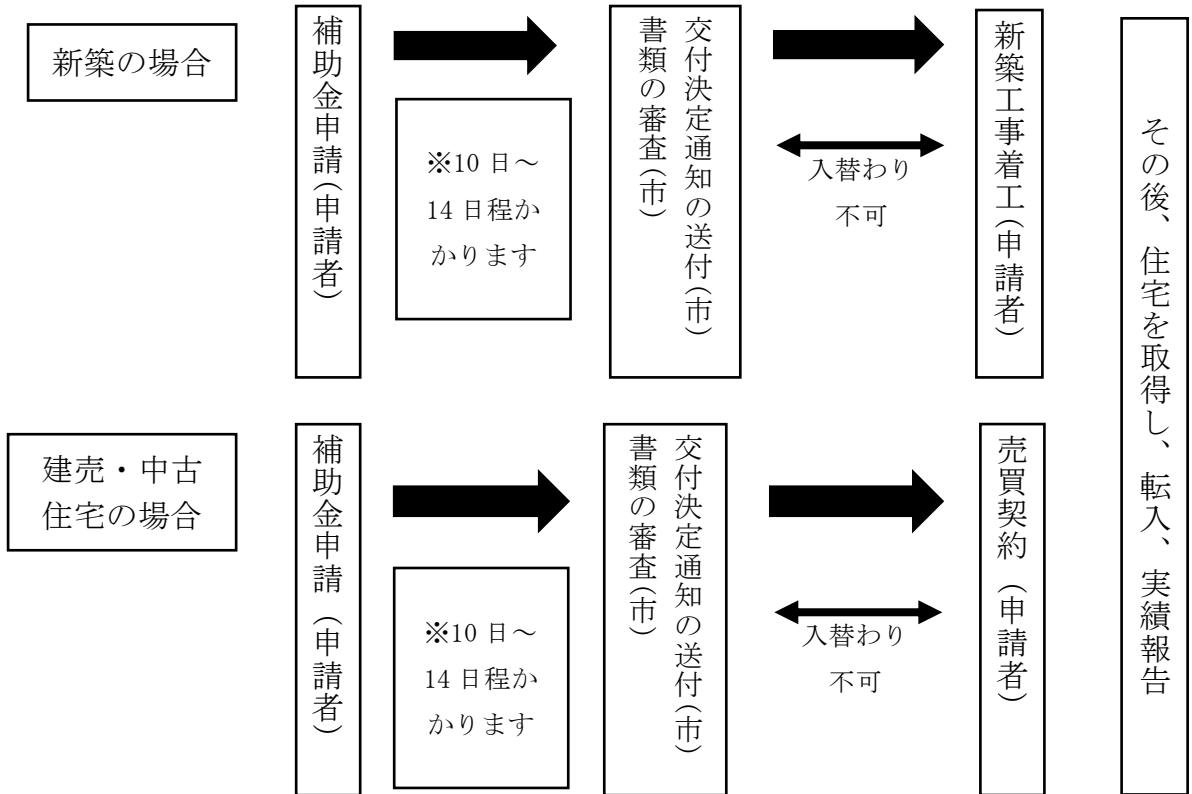 新築の場合
補助金申請(申請者)
※10日～
14日程か
かります
交付決定通知の送付(市)
書類の審査(市)
入替わり
不可
新築工事着工(申請者)
建売・中古
住宅の場合
補助金申請（申請者）
※10日～
14日程か
かります
交付決定通知の送付(市)
書類の審査(市)
入替わり
不可
売買契約（申請者）
その後、住宅を取得し、転入、実績報告